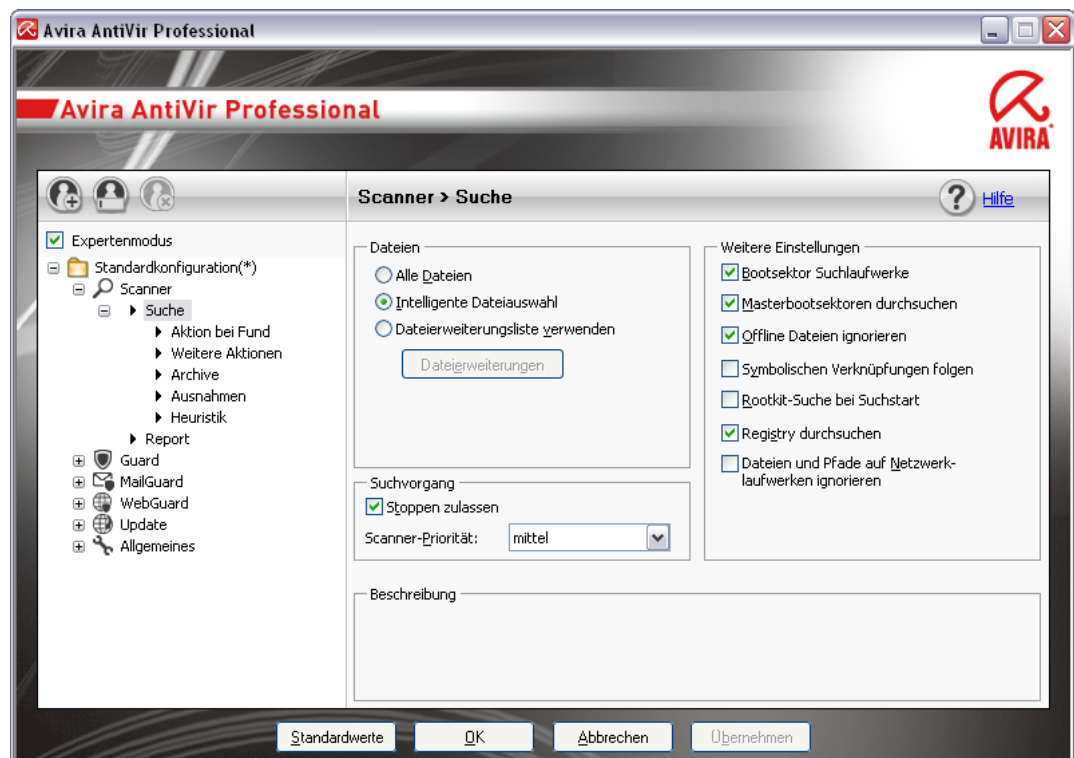 Avira AntiVir Professional
Avira AntiVir Professional
AVIRA
Scanner > Suche
Hilfe
Expertenmodus
Standardkonfiguration(*)
Scanner
Suche
Aktion bei Fund
Weitere Aktionen
Archive
Ausnahmen
Heuristik
Report
Guard
MailGuard
WebGuard
Update
Allgemeines
Dateien
Alle Dateien
Intelligente Dateiauswahl
Dateierweiterungsliste verwenden
Dateierweiterungen
Suchvorgang
Stoppen zulassen
Scanner-Priorität: mittel
Weitere Einstellungen
Bootsektor Suchlaufwerke
Masterbootsektoren durchsuchen
Offline Dateien ignorieren
Symbolischen Verknüpfungen folgen
Rootkit-Suche bei Suchstart
Registry durchsuchen
Dateien und Pfade auf Netzwerk-
laufwerken ignorieren
Beschreibung
Standardwerte OK Abbrechen Übernehmen